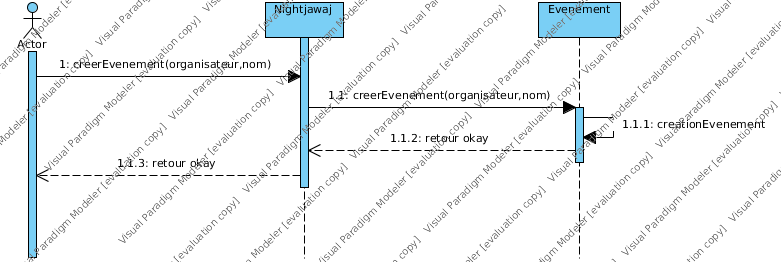 Nightjawaj
Evenement
Actor
1: creerEvenement(organisateur,nom)
1.1: creerEvenement(organisateur,nom)
1.1.1: creationEvenement
1.1.2: retour okay
1.1.3: retour okay
Visual Paradigm Modeler [evaluation copy]